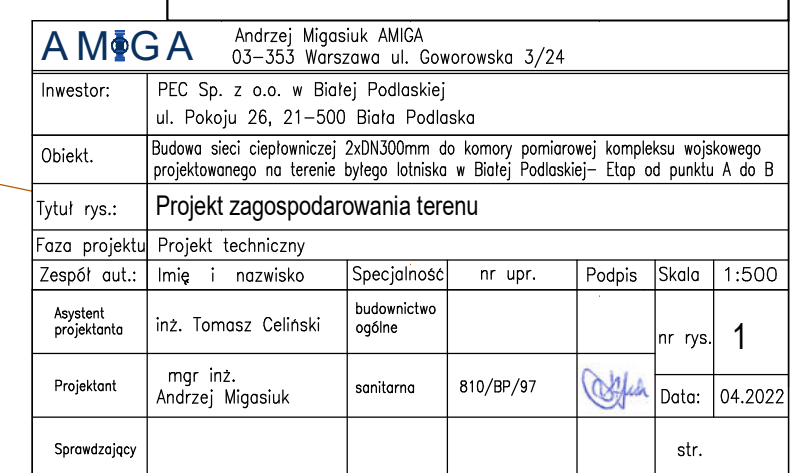 AMIGA
Andrzej Migasiuk AMIGA
03-353 Warszawa ul. Goworowska 3/24
Inwestor:
PEC Sp. z o.o. w Białej Podlaskiej
ul. Pokoju 26, 21-500 Biała Podlaska
Obiekt.
Budowa sieci ciepłowniczej 2xDN300mm do komory pomiarowej kompleksu wojskowego
projektowanego na terenie byłego lotniska w Białej Podlaskiej- Etap od punktu A do B
Tytuł rys.:
Projekt zagospodarowania terenu
Faza projektu
Projekt techniczny
Zespół aut.: Imię i nazwisko Specjalność nr upr. Podpis Skala 1:500
Asystent
projektanta
inż. Tomasz Celiński
budownictwo
ogólne
nr rys. 1
Projektant
mgr inż.
Andrzej Migasiuk
sanitarna
810/BP/97
Data: 04.2022
Sprawdzający
str.